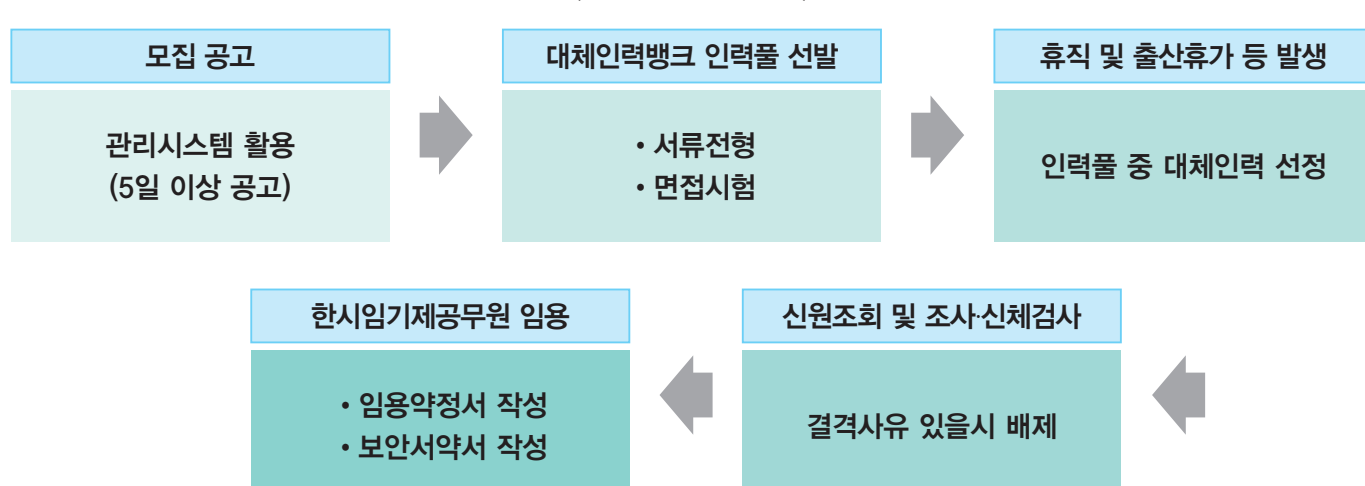 모집 공고
관리시스템 활용
(5일 이상 공고)
대체인력뱅크 인력풀 선발
• 서류전형
• 면접시험
휴직 및 출산휴가 등 발생
인력풀 중 대체인력 선정
신원조회 및 조사·신체검사
결격사유 있을시 배제
한시임기제공무원 임용
• 임용약정서 작성
• 보안서약서 작성